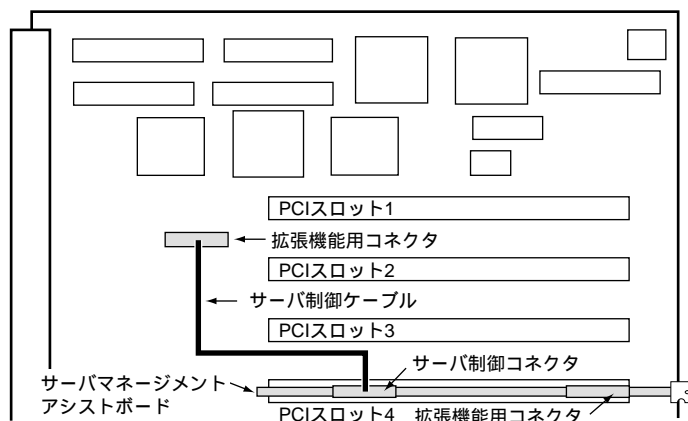 PCIスロット1
拡張機能用コネクタ
PCIスロット2
サーバ制御ケーブル
PCIスロット3
サーバ制御コネクタ
サーバマネージメント
アシストボード
PCIスロット4
拡張機能用コネクタ